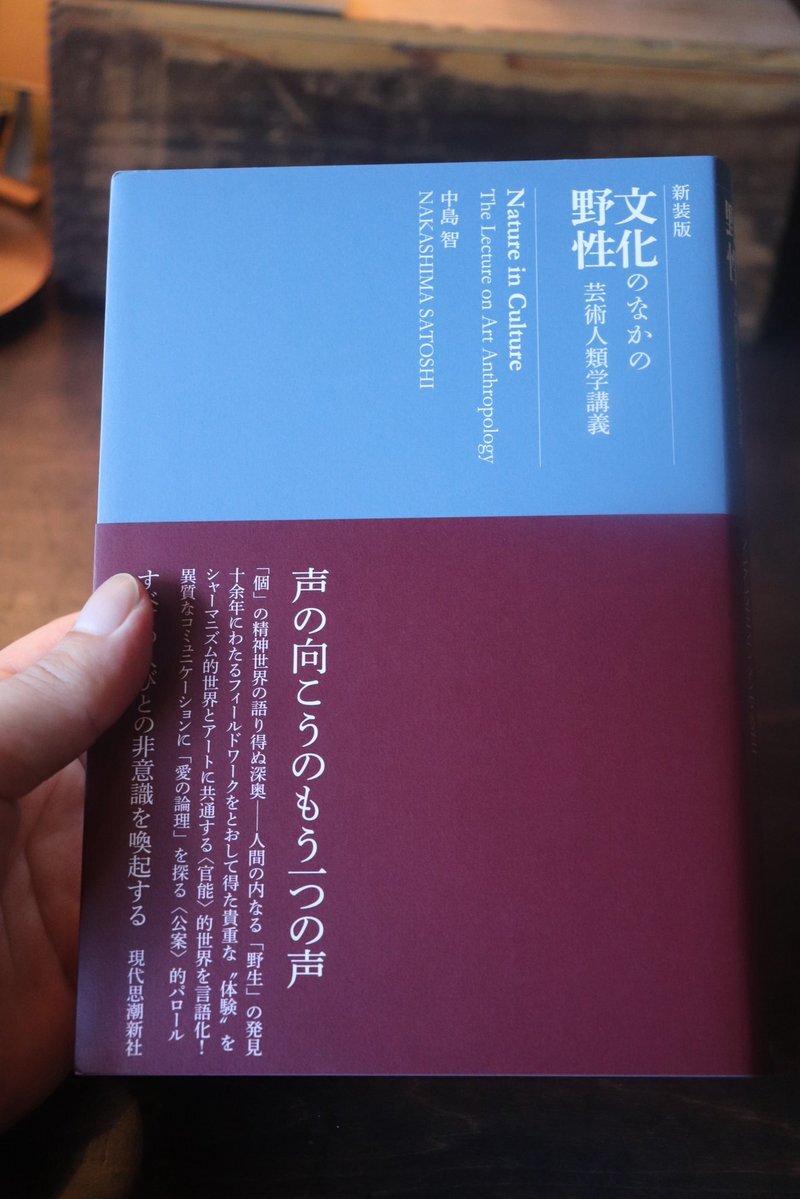 新装版
文化のなかの
野性
芸術人類学講義
Nature in Culture
The Lecture on Art Anthropology
中島 智
NAKASHIMA SATOSHI
声の向こうのもう一つの声
「個」の精神世界の語り得ぬ深奥――人間の内なる「野生」の発見
十余年にわたるフィールドワークをとおして得た貴重な〝体験〟を
シャーマニズム的世界とアートに共通する〈官能〉的世界を言語化！
異質なコミュニケーションに「愛の論理」を探る〈公案〉的パロール
びとの非意識を喚起する
現代思潮新社
野性